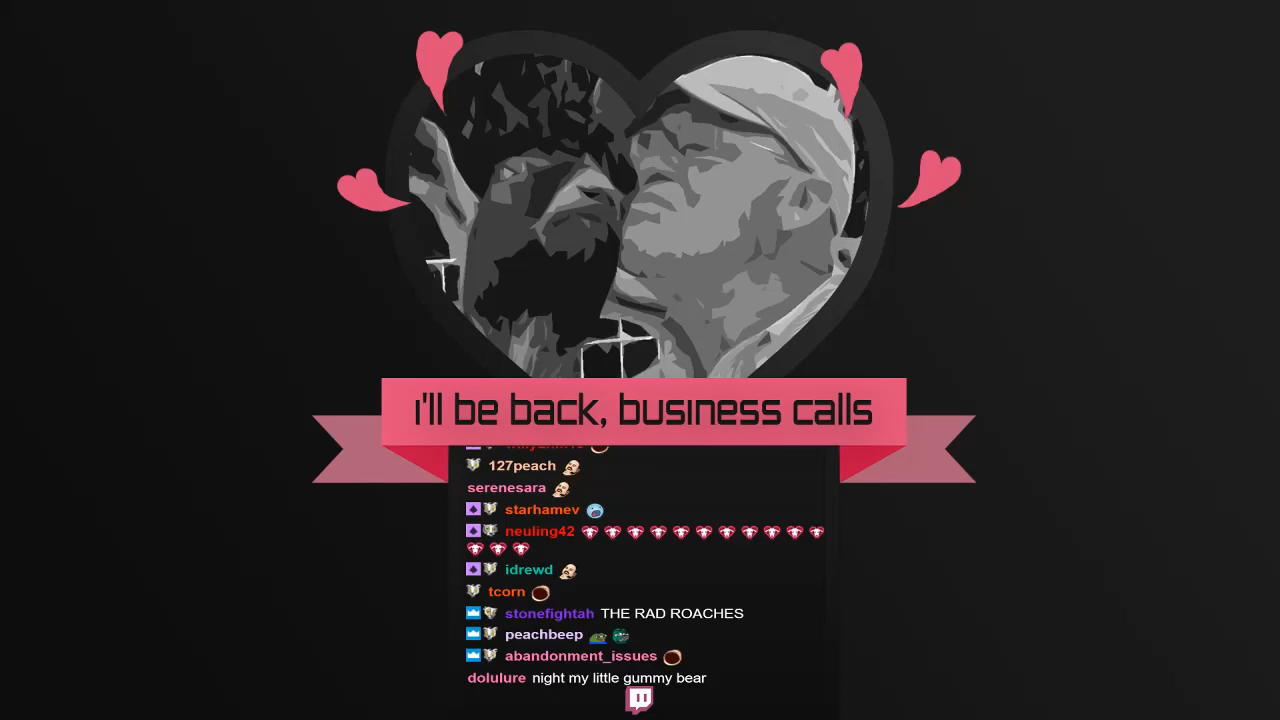 i'll be back, business calls
127peach
serenesara
starhamev
neuling42
idrewd
tcorn
stonefightah THE RAD ROACHES
peachbeep
abandonment_issues
dolulure night my little gummy bear